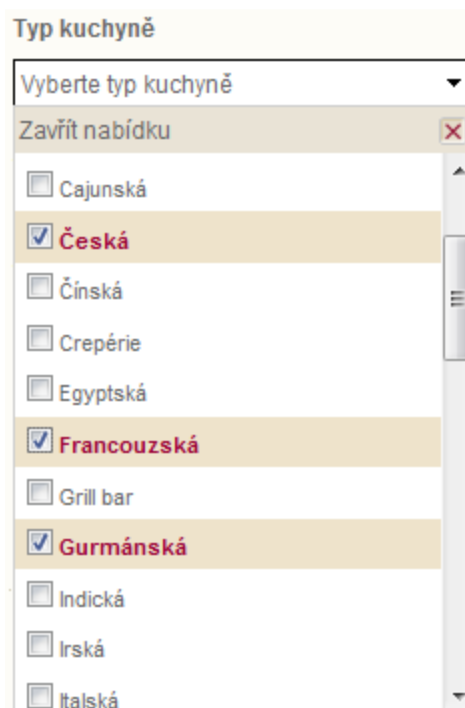 Typ kuchyně
Vyberte typ kuchyně
Zavřít nabídku
Cajunská
Česká
Čínská
Crepérie
Egyptská
Francouzská
Grill bar
Gurmánská
Indická
Irská
Italská